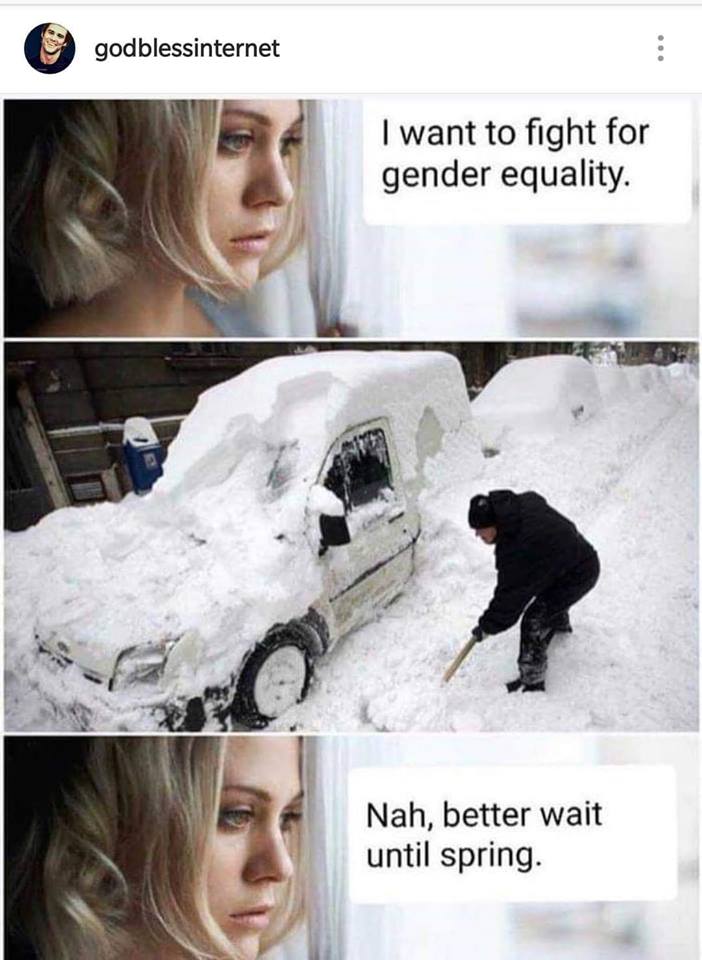 godblessinternet
I want to fight for
gender equality.
Nah, better wait
until spring.